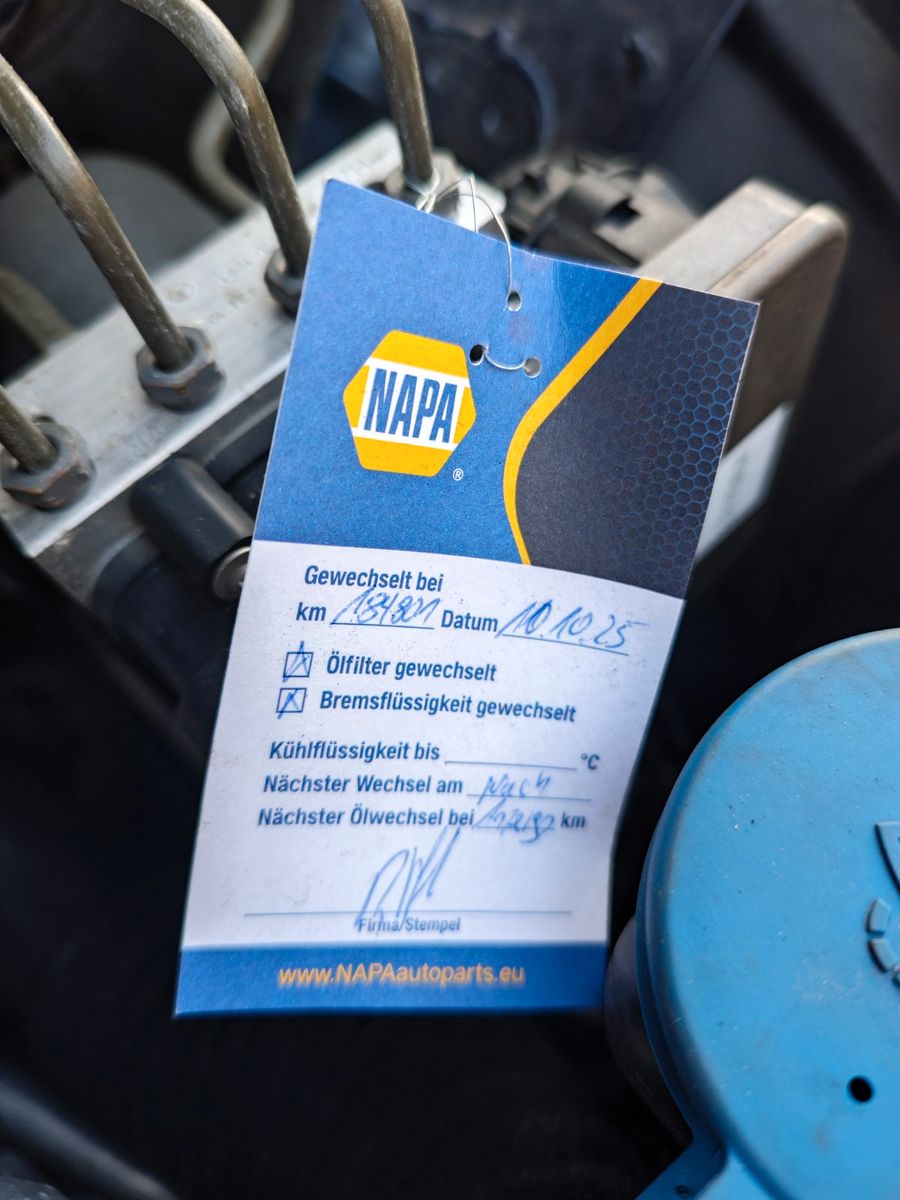 NAPA
®
Gewechselt bei
km 184801 Datum 10.10.25
Ölfilter gewechselt
Bremsflüssigkeit gewechselt
Kühlflüssigkeit bis °C
Nächster Wechsel am Nach
Nächster Ölwechsel bei km
Firma/Stempel
www.NAPAautoparts.eu